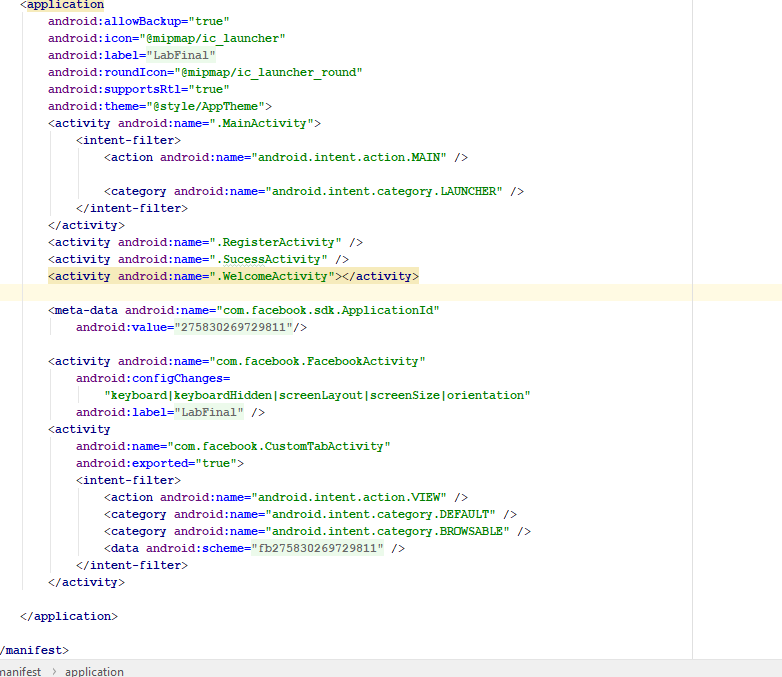 <application
android:allowBackup="true"
android:icon="@mipmap/ic_launcher"
android:label="LabFinal"
android:roundIcon="@mipmap/ic_launcher_round"
android:supportsRtl="true"
android:theme="@style/AppTheme">
<activity android:name=".MainActivity">
<intent-filter>
<action android:name="android.intent.action.MAIN" />
<category android:name="android.intent.category.LAUNCHER" />
</intent-filter>
</activity>
<activity android:name=".RegisterActivity" />
<activity android:name=".SucessActivity" />
<activity android:name=".WelcomeActivity"></activity>
<meta-data android:name="com.facebook.sdk.ApplicationId"
android:value="275830269729811"/>
<activity android:name="com.facebook.FacebookActivity"
android:configChanges=
"keyboard|keyboardHidden|screenLayout|screenSize|orientation"
android:label="LabFinal" />
<activity
android:name="com.facebook.CustomTabActivity"
android:exported="true">
<intent-filter>
<action android:name="android.intent.action.VIEW" />
<category android:name="android.intent.category.DEFAULT" />
<category android:name="android.intent.category.BROWSABLE" />
<data android:scheme="fb275830269729811" />
</intent-filter>
</activity>
</application>
/manifest>
manifest > application